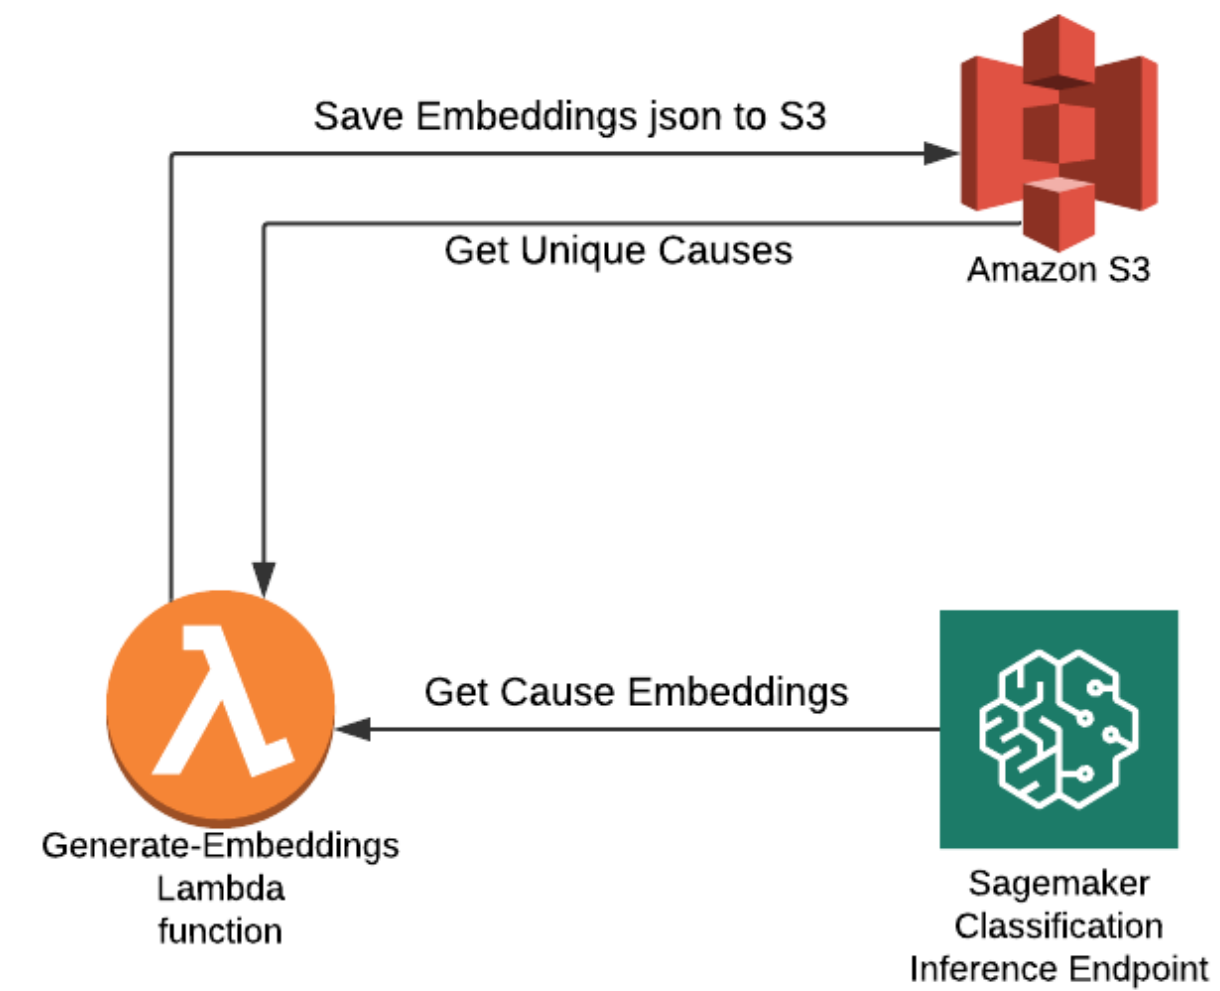 Save Embeddings json to S3
Get Unique Causes
Amazon S3
Get Cause Embeddings
Generate-Embeddings
Lambda
function
Sagemaker
Classification
Inference Endpoint